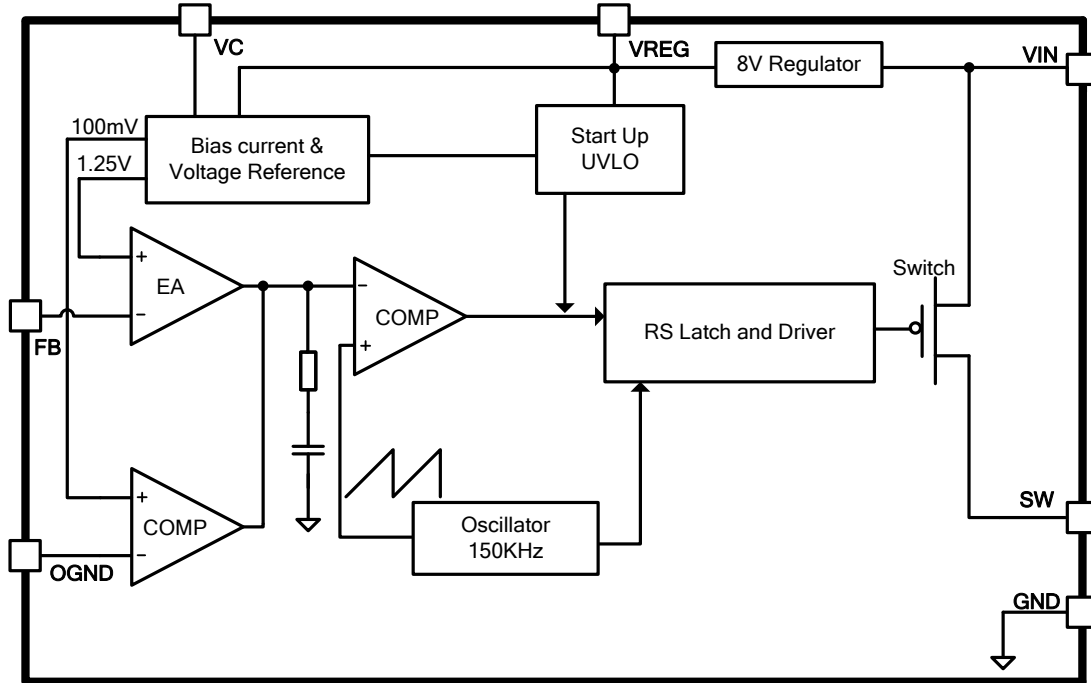 VC
VREG
8V Regulator
VIN
100mV
1.25V
Bias current &
Voltage Reference
Start Up
UVLO
+
EA
−
FB
−
COMP
+
RS Latch and Driver
Switch
+
COMP
−
OGND
Oscillator
150KHz
SW
GND